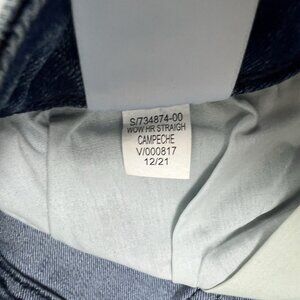 S/734874-00
WOW HR STRAIGH
CAMPECHE
V/000817
12/21